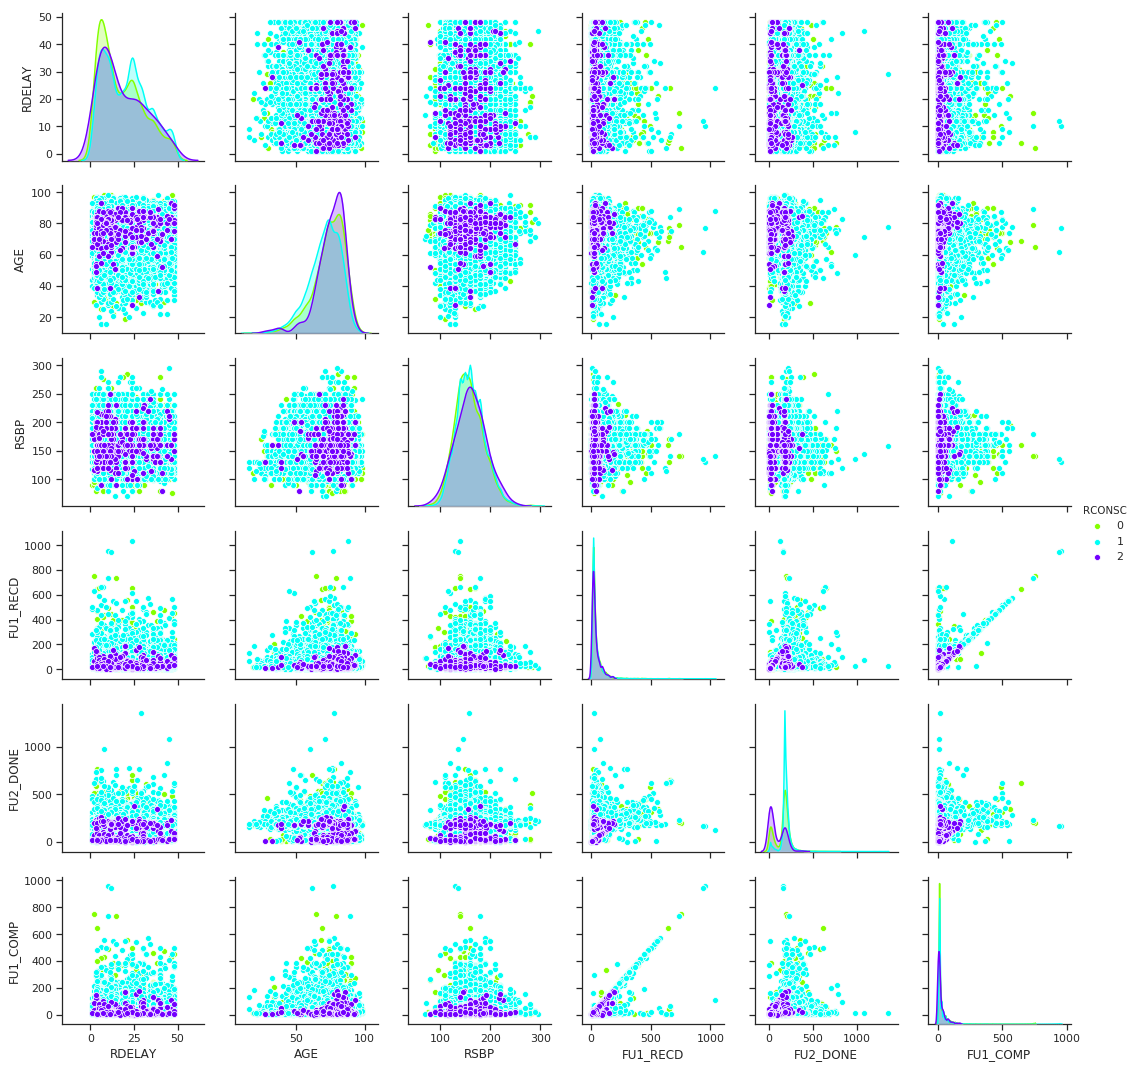 50
40
30
20
10
0
RDELAY
100
80
60
40
20
AGE
300
250
200
150
100
RSBP
RCONSC
0
1
2
1000
800
600
400
200
0
FU1_RECD
1000
500
0
FU2_DONE
1000
800
600
400
200
0
FU1_COMP
0 25 50
50 100
100 200 300
0 500 1000
0 500 1000
0 500 1000
RDELAY
AGE
RSBP
FU1_RECD
FU2_DONE
FU1_COMP